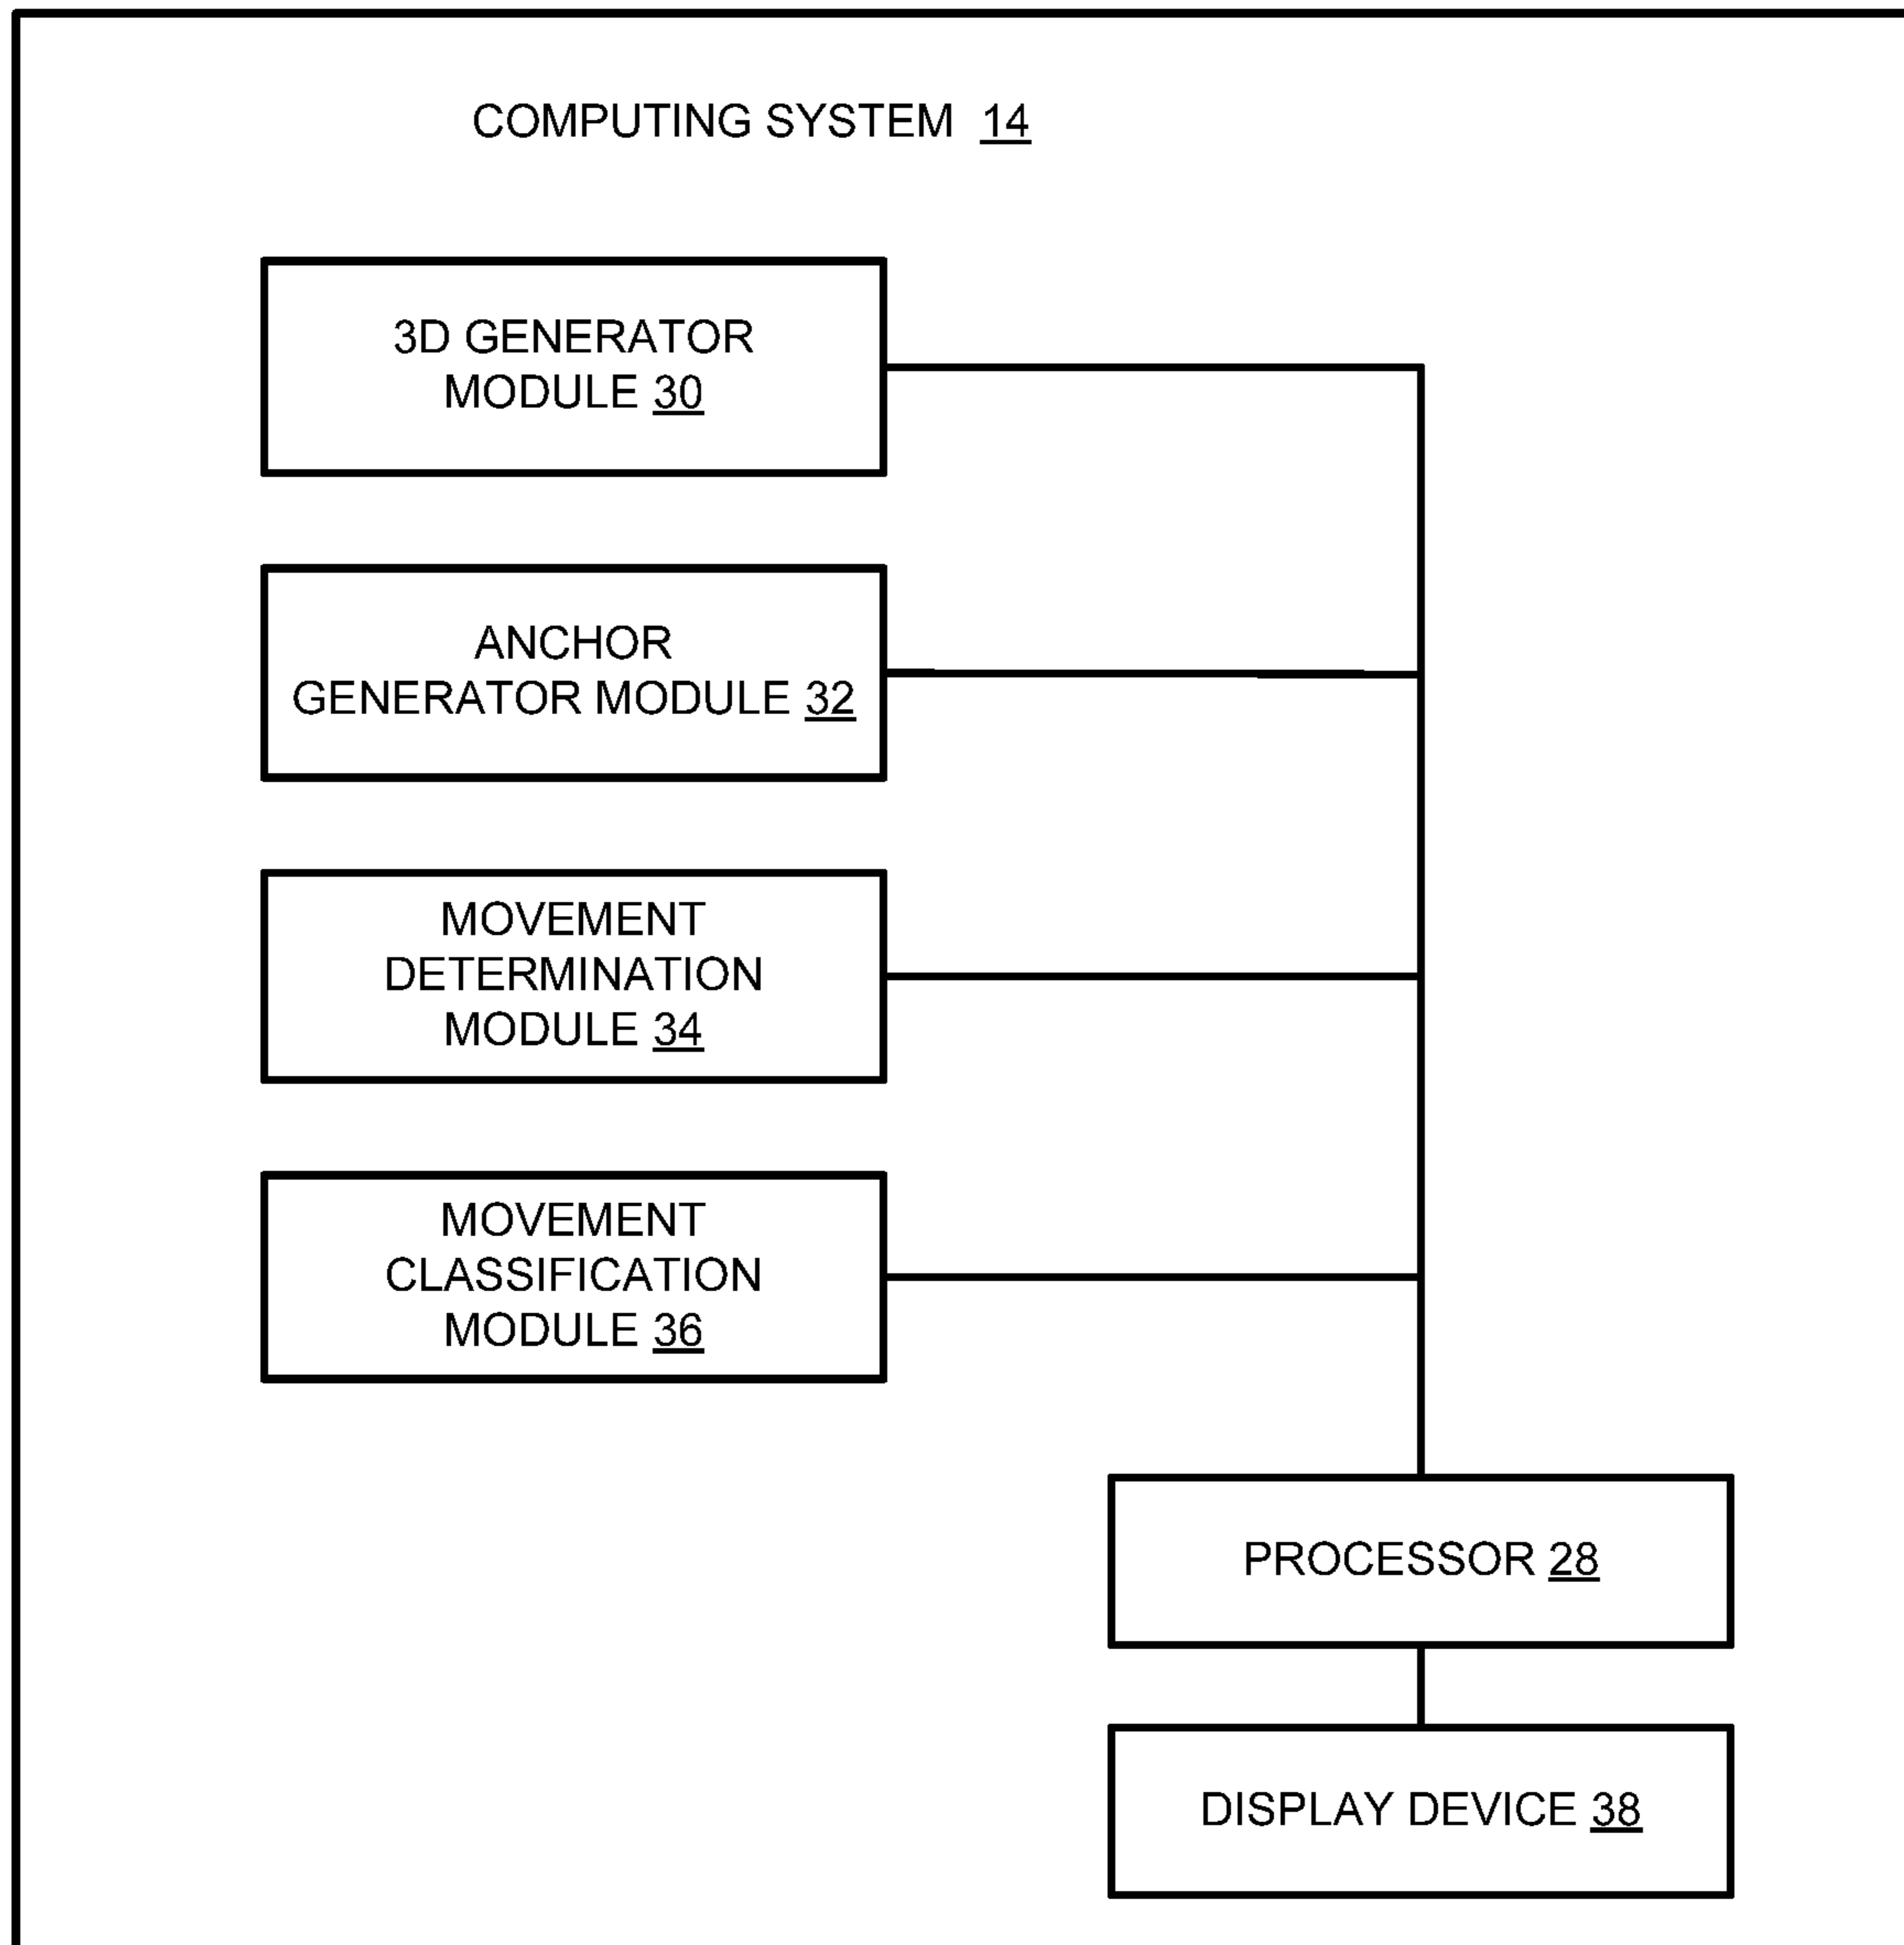 COMPUTING SYSTEM 14
3D GENERATOR
MODULE 30
ANCHOR
GENERATOR MODULE 32
MOVEMENT
DETERMINATION
MODULE 34
MOVEMENT
CLASSIFICATION
MODULE 36
PROCESSOR 28
DISPLAY DEVICE 38